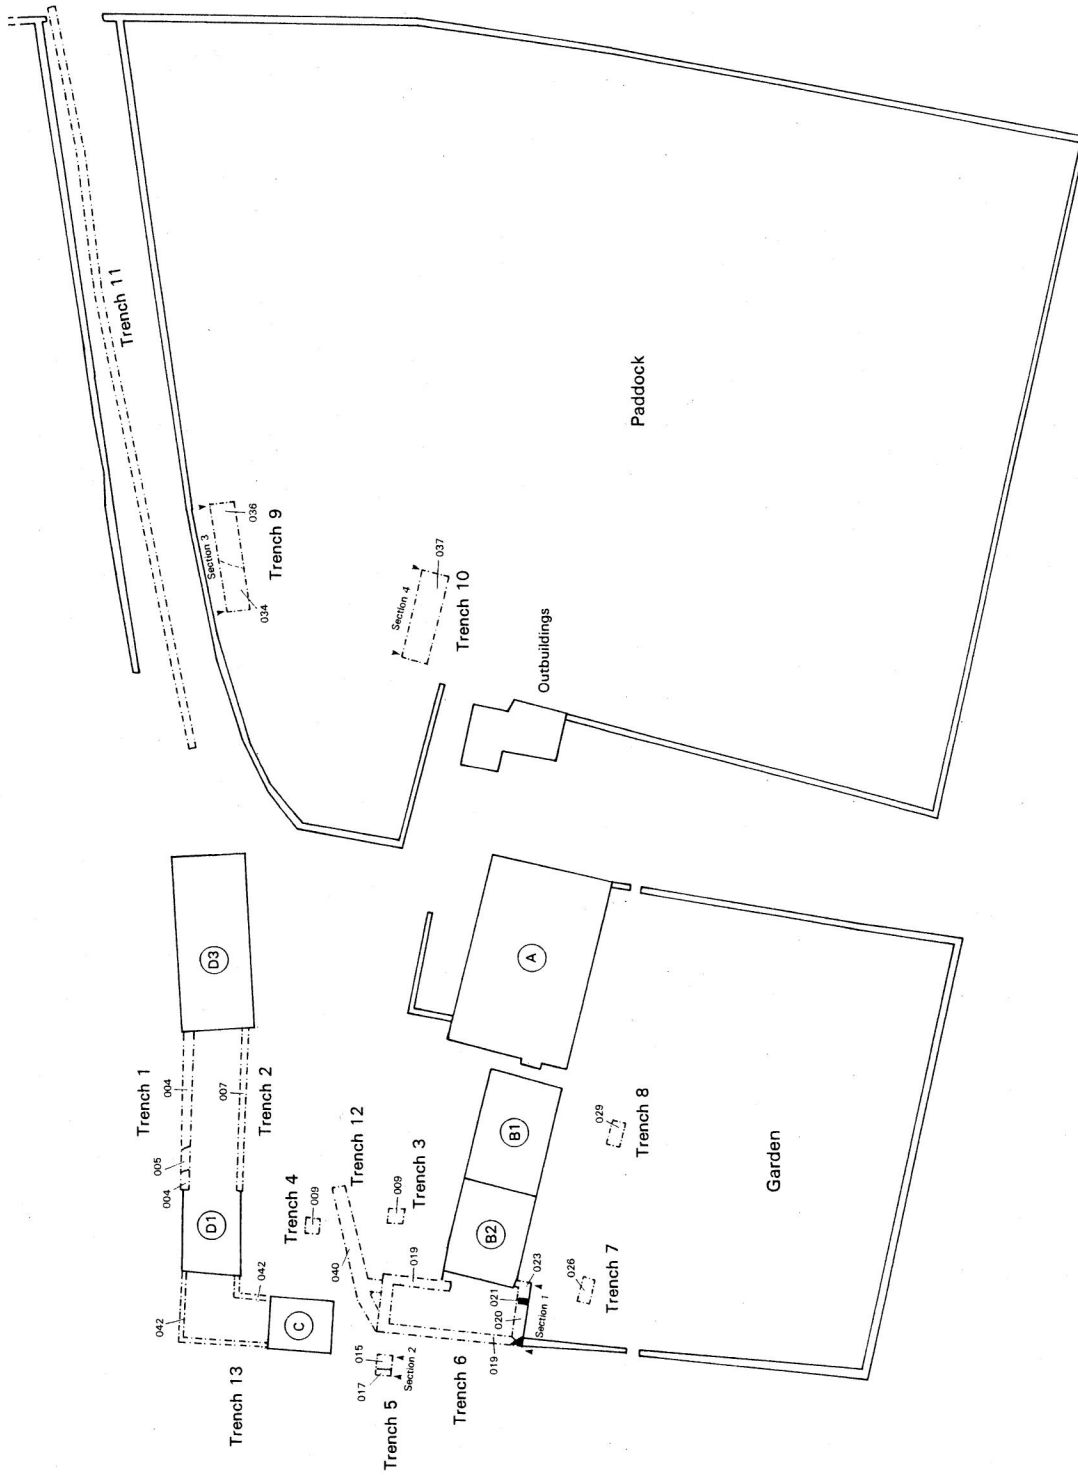 Trench 11
Section 3
036
034
Trench 9
Section 4
037
Trench 10
Paddock
Outbuildings
D3
A
Trench 1
004
005
004
007
Trench 2
D1
042
042
C
Trench 13
Trench 12
040
Trench 4
009
009
Trench 3
019
B1
B2
023
021
020
Section 1
019
015
017
Section 2
Trench 5
Trench 6
026
Trench 7
029
Trench 8
Garden